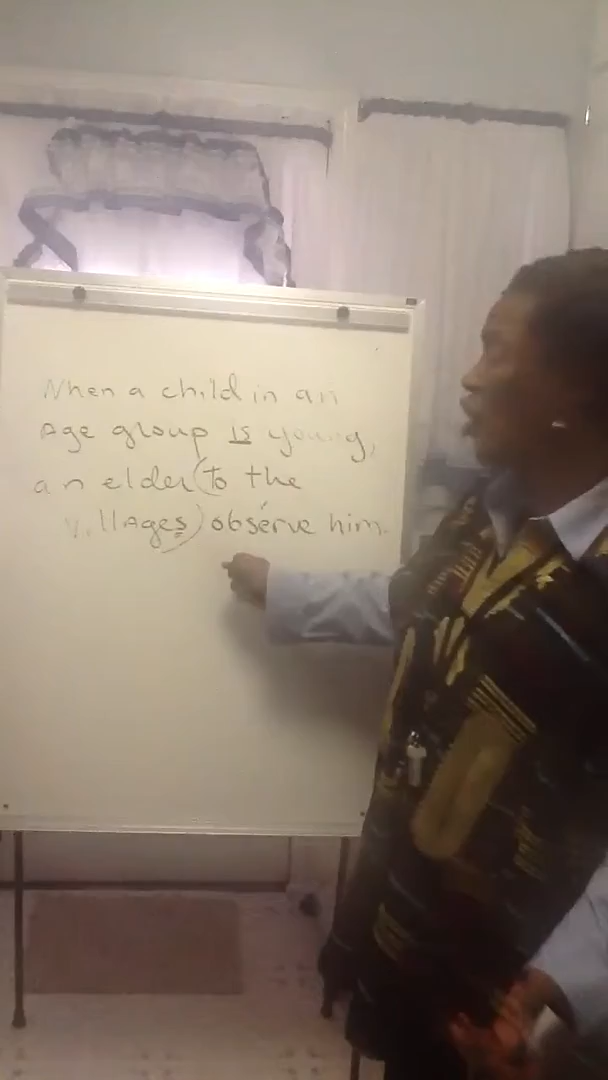 When a child in an
Age group is young,
an elder (to the
villages) observe him.